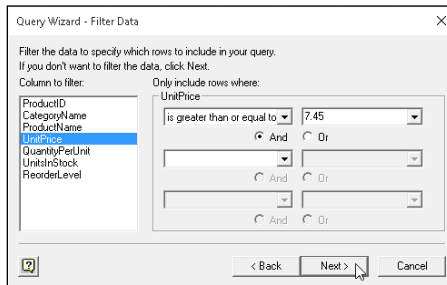 Query Wizard - Filter Data
Filter the data to specify which rows to include in your query.
If you don't want to filter the data, click Next.
Column to filter:
Only include rows where:
ProductID
CategoryName
ProductName
UnitPrice
QuantityPerUnit
UnitsInStock
ReorderLevel
UnitPrice
is greater than or equal to 7.45
And Or
And Or
And Or
? < Back Next > Cancel